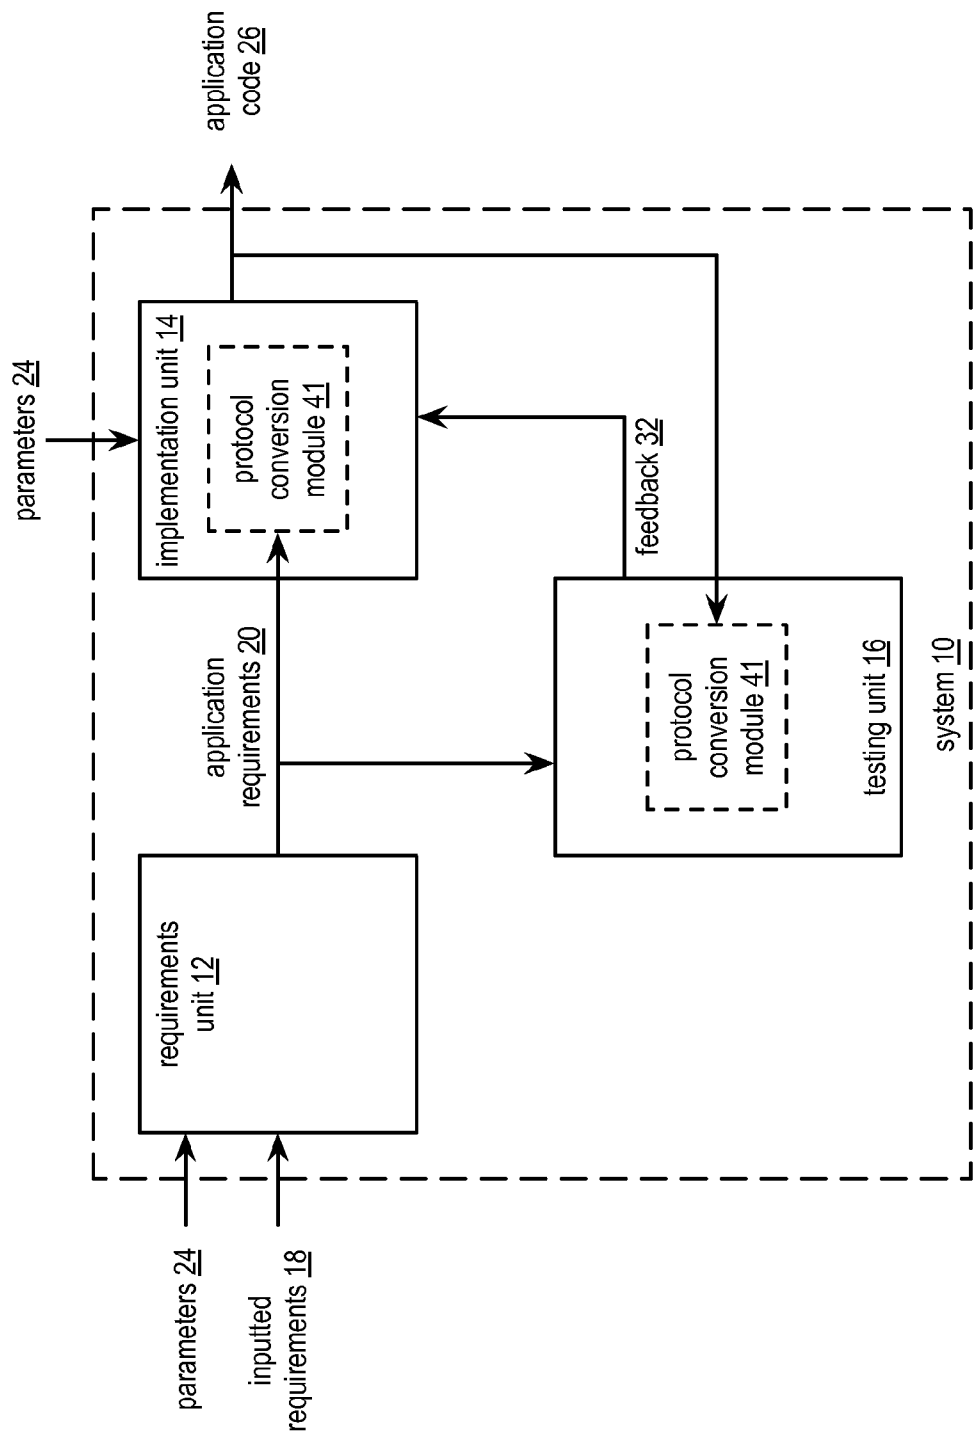 parameters 24
inputted
requirements 18
requirements
unit 12
application
requirements 20
parameters 24
implementation unit 14
protocol
conversion
module 41
application
code 26
feedback 32
protocol
conversion
module 41
testing unit 16
system 10